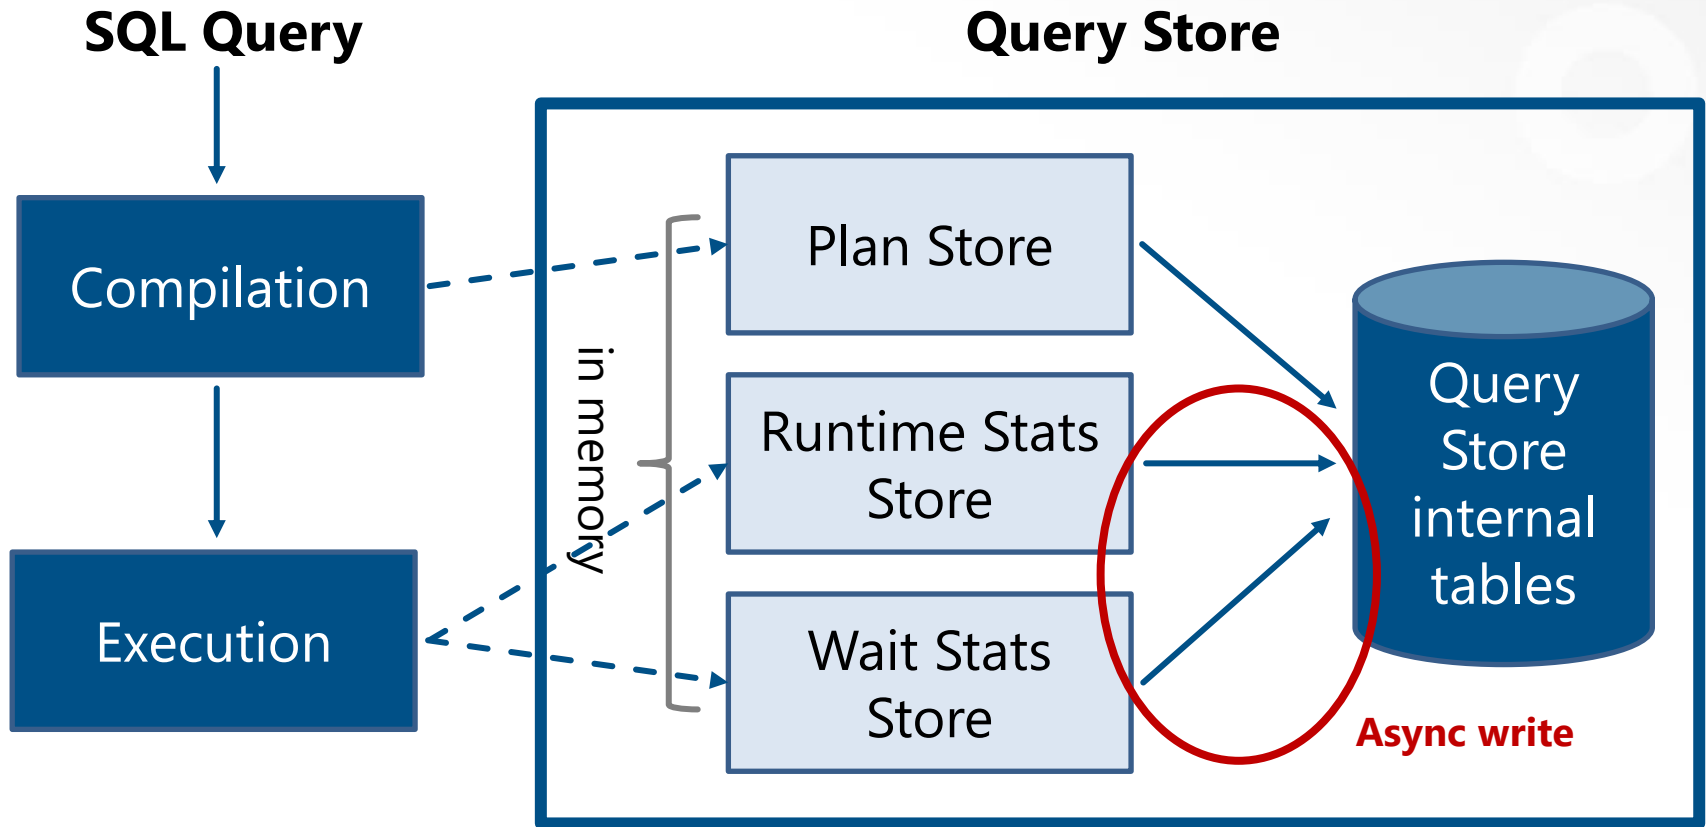 SQL Query
Query Store
Compilation
Execution
in memory
Plan Store
Runtime Stats
Store
Wait Stats
Store
Query
Store
internal
tables
Async write